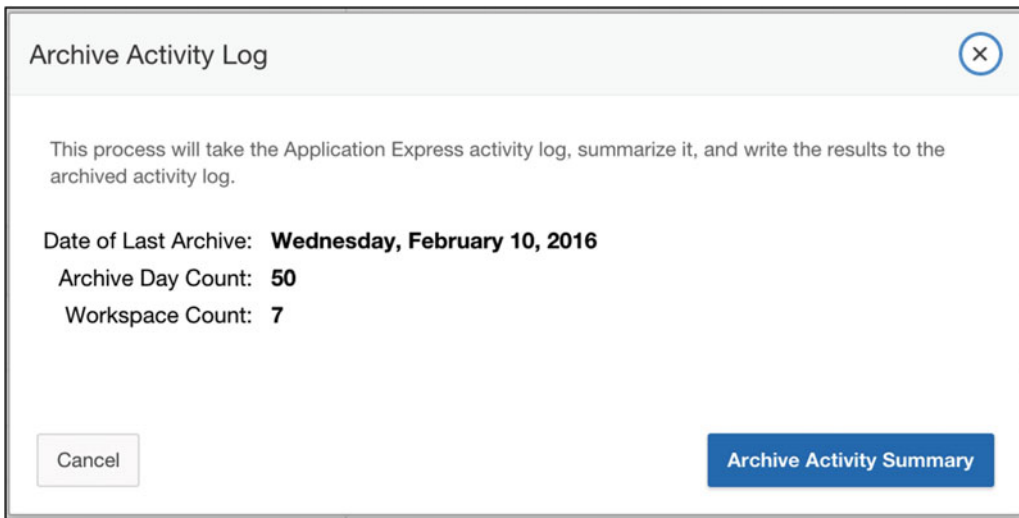 Archive Activity Log
This process will take the Application Express activity log, summarize it, and write the results to the
archived activity log.
Date of Last Archive: Wednesday, February 10, 2016
Archive Day Count: 50
Workspace Count: 7
Cancel
Archive Activity Summary